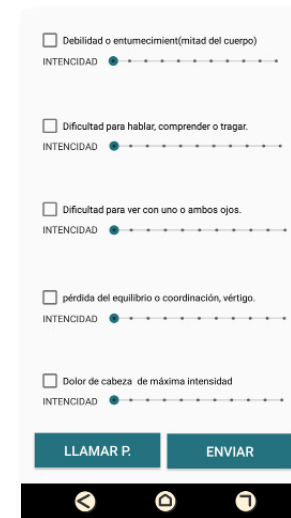 Debilidad o entumecimient(mitad del cuerpo)
INTENCIDAD
Dificultad para hablar, comprender o tragar.
INTENCIDAD
Dificultad para ver con uno o ambos ojos.
INTENCIDAD
pérdida del equilibrio o coordinación, vértigo.
INTENCIDAD
Dolor de cabeza de máxima intensidad
INTENCIDAD
LLAMAR P. ENVIAR